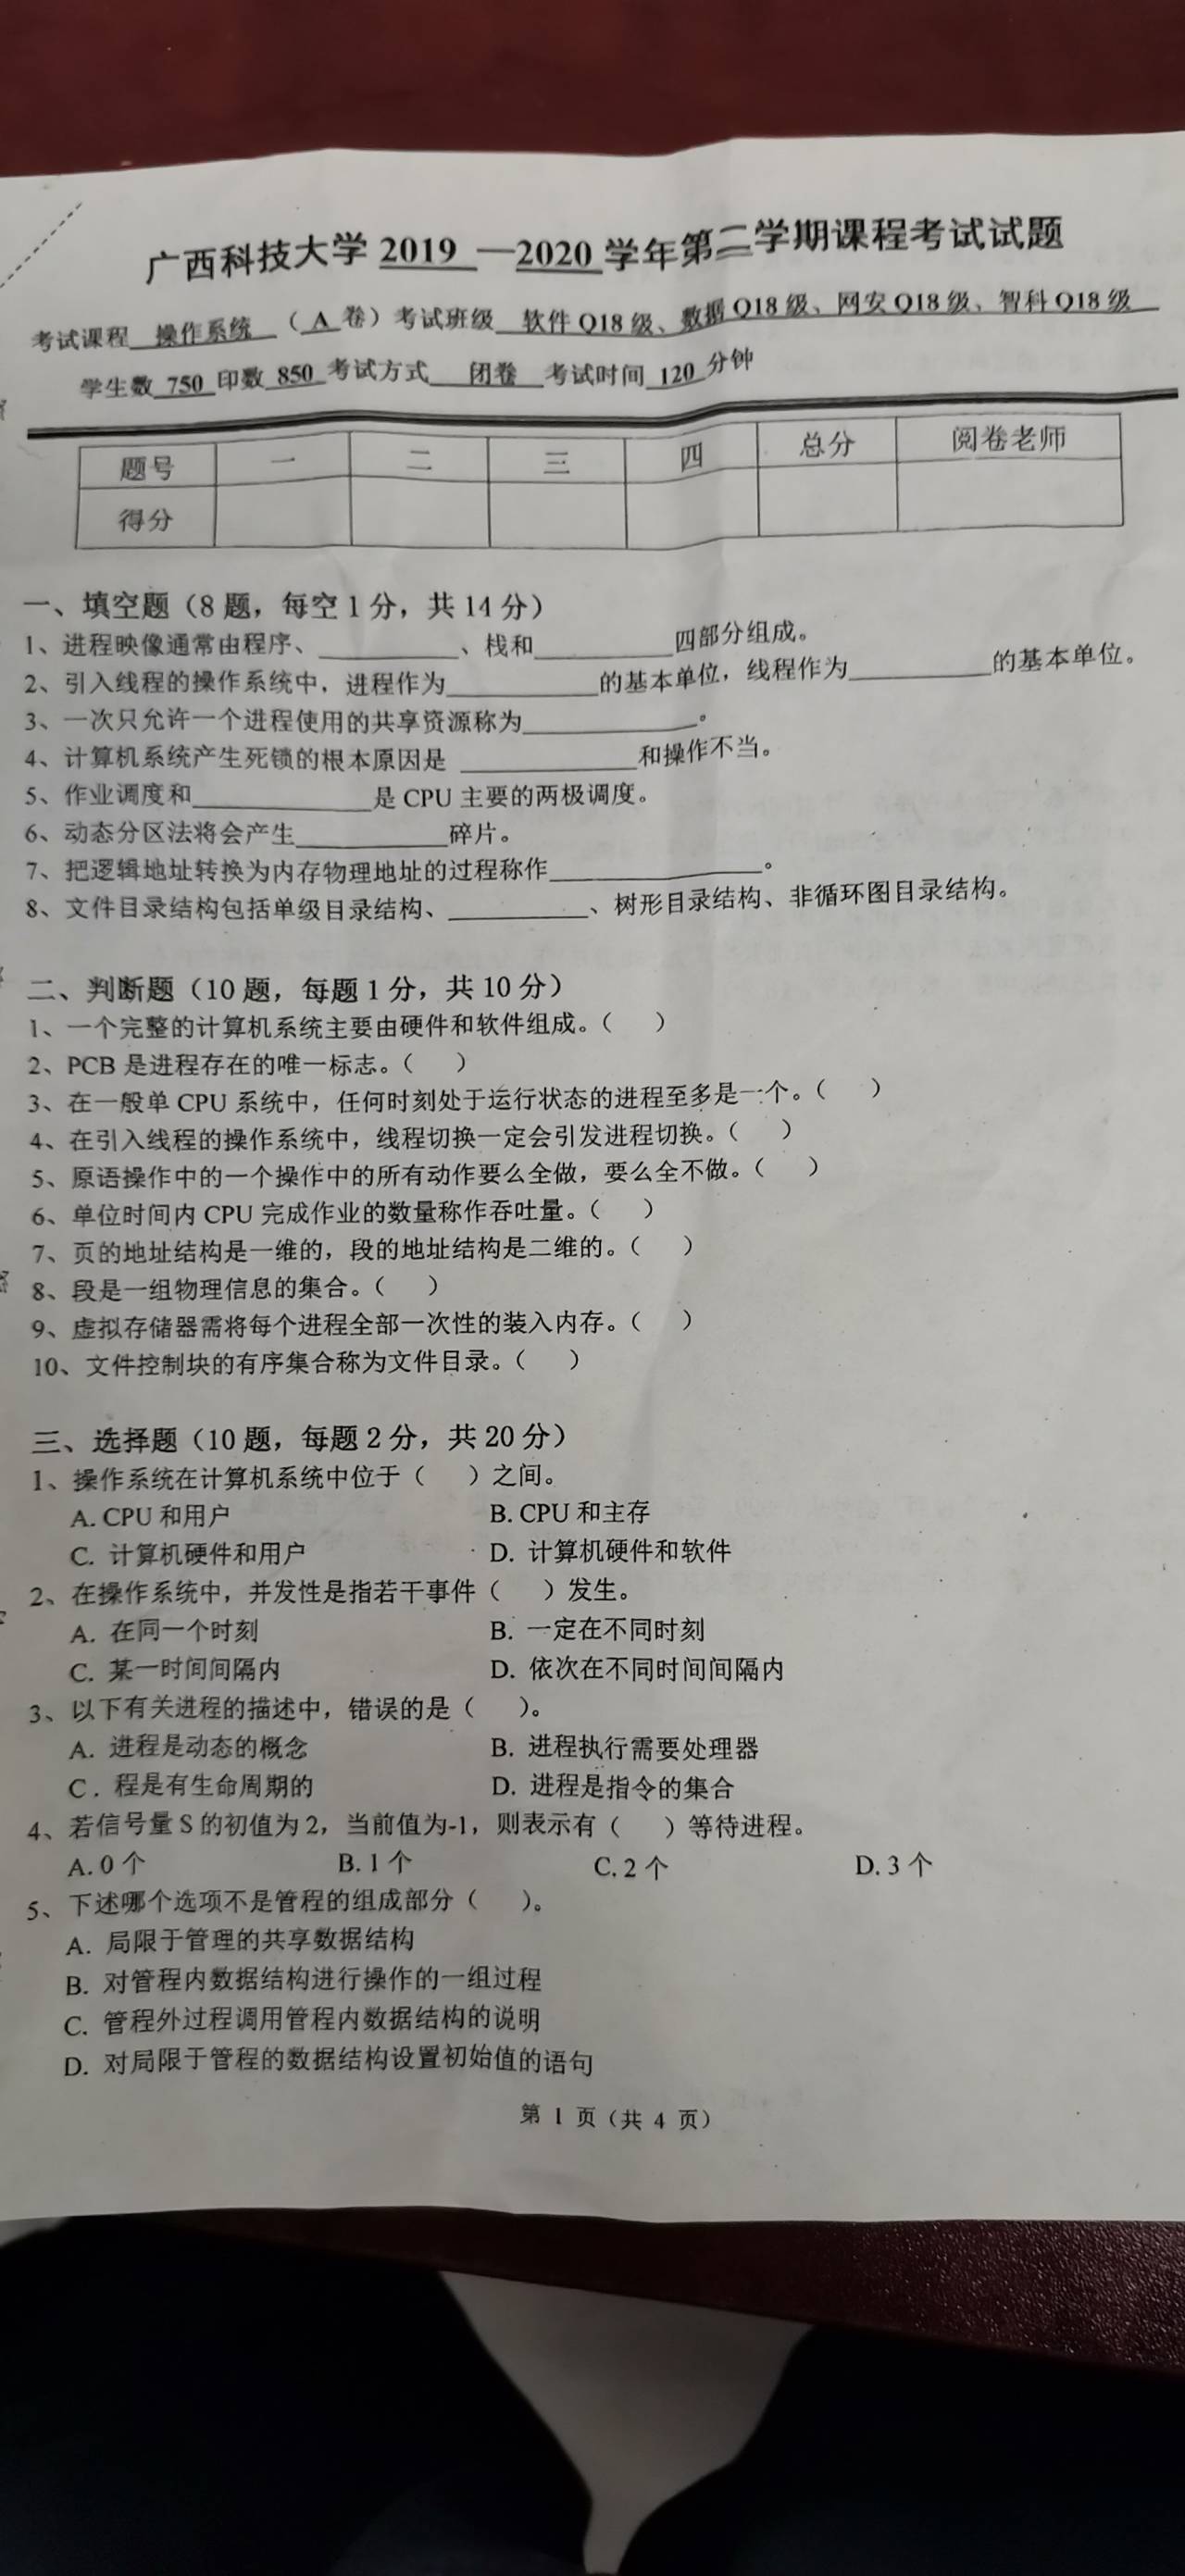 广西科技大学 2019 —2020 学年第二学期课程考试试题
考试课程 操作系统 （ A 卷）考试班级 软件 Q18 级、数据 Q18 级、网安 Q18 级、智科 Q18 级
学生数 750 印数 850 考试方式 闭卷 考试时间 120 分钟
题号 一 二 三 四 总分 阅卷老师
得分
一、填空题（8 题，每空 1 分，共 14 分）
1、进程映像通常由程序、__________、栈和__________四部分组成。
2、引入线程的操作系统中，进程作为__________的基本单位，线程作为__________的基本单位。
3、一次只允许一个进程使用的共享资源称为__________。
4、计算机系统产生死锁的根本原因是 __________和操作不当。
5、作业调度和__________是 CPU 主要的两极调度。
6、动态分区法将会产生__________碎片。
7、把逻辑地址转换为内存物理地址的过程称作__________。
8、文件目录结构包括单级目录结构、__________、树形目录结构、非循环图目录结构。
二、判断题（10 题，每题 1 分，共 10 分）
1、一个完整的计算机系统主要由硬件和软件组成。（ ）
2、PCB 是进程存在的唯一标志。（ ）
3、在一般单 CPU 系统中，任何时刻处于运行状态的进程至多是一个。（ ）
4、在引入线程的操作系统中，线程切换一定会引发进程切换。（ ）
5、原语操作中的一个操作中的所有动作要么全做，要么全不做。（ ）
6、单位时间内 CPU 完成作业的数量称作吞吐量。（ ）
7、页的地址结构是一维的，段的地址结构是二维的。（ ）
8、段是一组物理信息的集合。（ ）
9、虚拟存储器需将每个进程全部一次性的装入内存。（ ）
10、文件控制块的有序集合称为文件目录。（ ）
三、选择题（10 题，每题 2 分，共 20 分）
1、操作系统在计算机系统中位于（ ）之间。
A. CPU 和用户 B. CPU 和主存
C. 计算机硬件和用户 D. 计算机硬件和软件
2、在操作系统中，并发性是指若干事件（ ）发生。
A. 在同一个时刻 B. 一定在不同时刻
C. 某一时间间隔内 D. 依次在不同时间间隔内
3、以下有关进程的描述中，错误的是（ ）。
A. 进程是动态的概念 B. 进程执行需要处理器
C . 程是有生命周期的 D. 进程是指令的集合
4、若信号量 S 的初值为 2，当前值为-1，则表示有（ ）等待进程。
A. 0 个 B. 1 个 C. 2 个 D. 3 个
5、下述哪个选项不是管程的组成部分（ ）。
A. 局限于管理的共享数据结构
B. 对管程内数据结构进行操作的一组过程
C. 管程外过程调用管程内数据结构的说明
D. 对局限于管程的数据结构设置初始值的语句
第 1 页（共 4 页）